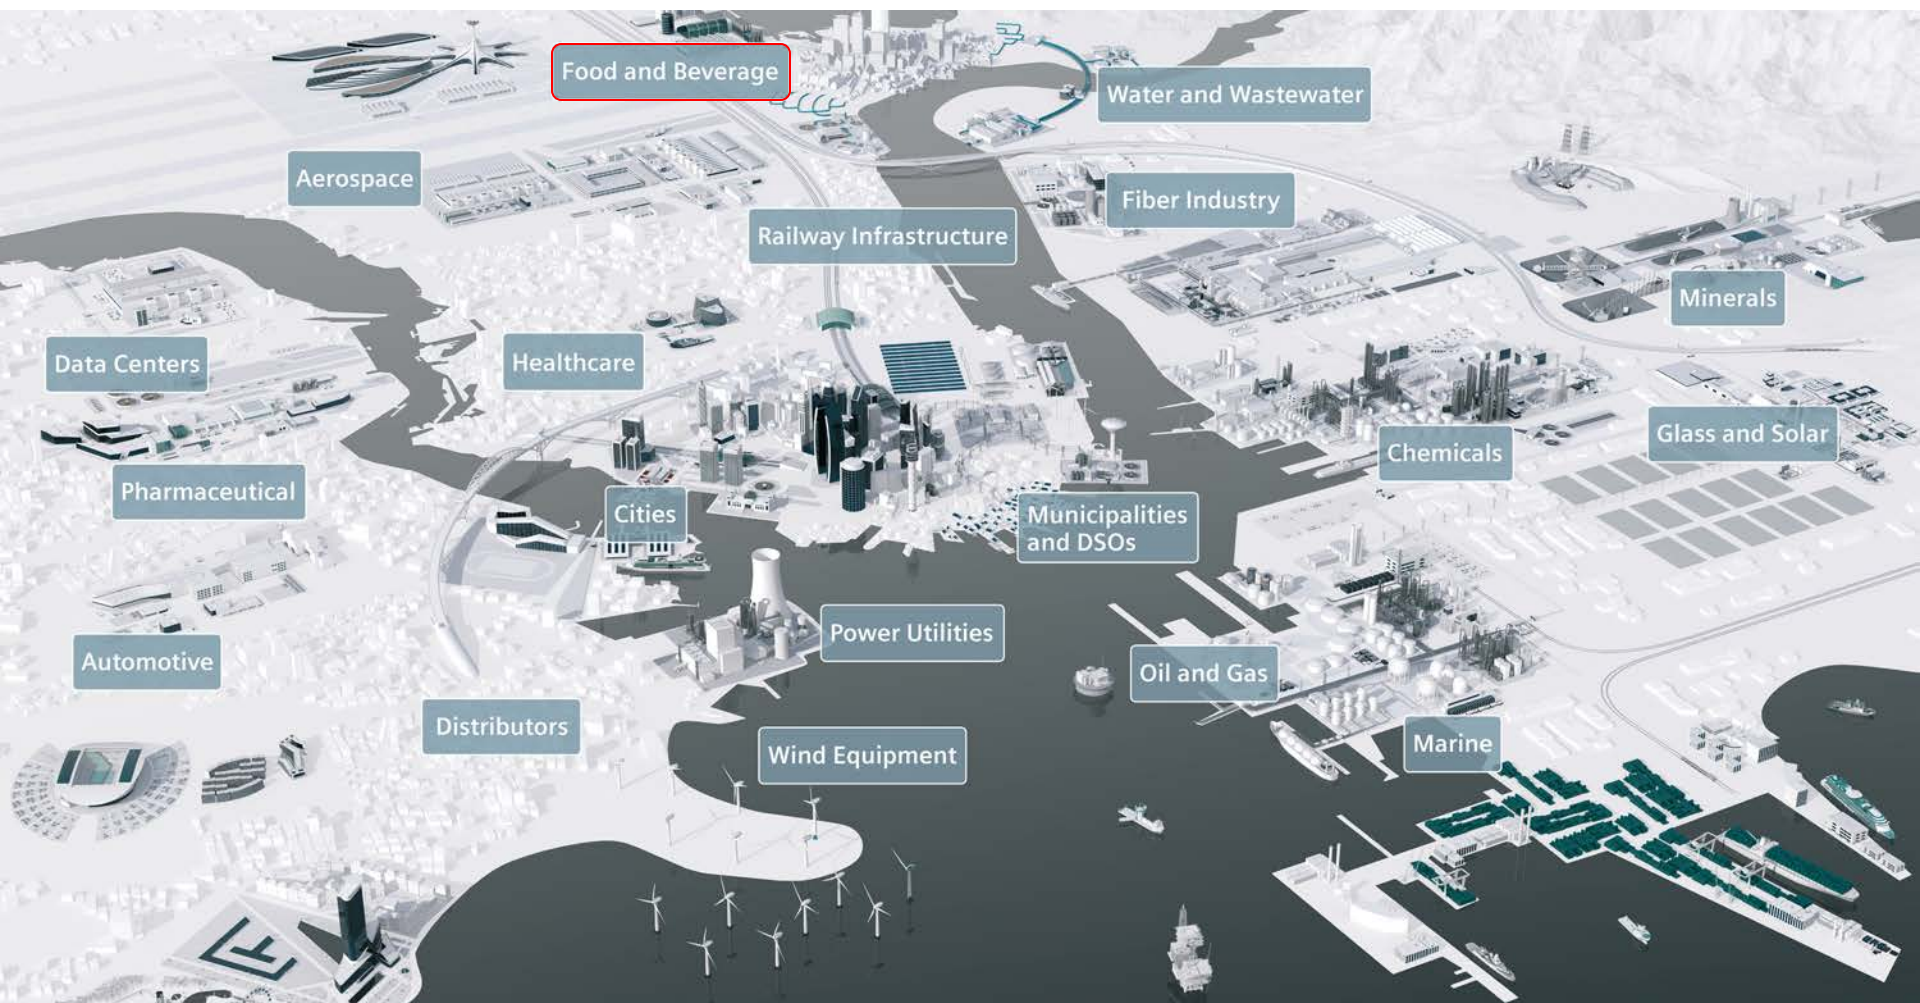 Food and Beverage
Water and Wastewater
Aerospace
Fiber Industry
Railway Infrastructure
Minerals
Data Centers
Healthcare
Glass and Solar
Chemicals
Pharmaceutical
Cities
Municipalities
and DSOs
Power Utilities
Automotive
Oil and Gas
Distributors
Marine
Wind Equipment